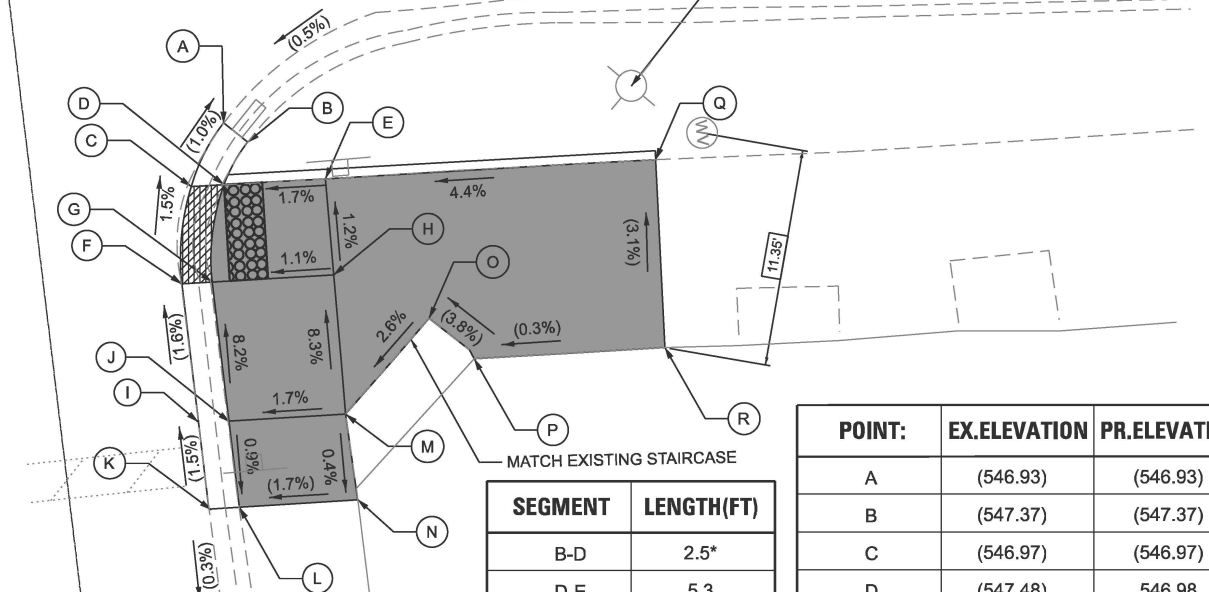 (0.5%)
A
D
B
Q
E
C
(1.0%)
1.5%
1.7%
4.4%
G
1.2%
H
(3.1%)
F
1.1%
O
11.35'
2.6%
(3.8%)
(0.3%)
(1.6%)
8.2%
8.3%
J
I
1.7%
R
P
M
K
(1.5%)
0.9%
0.4%
(1.7%)
MATCH EXISTING STAIRCASE
N
L
(0.3%)
SEGMENT LENGTH(FT)
B-D 2.5*
D-E 5.3
POINT: EX.ELEVATION PR.ELEVATI
A (546.93) (546.93)
B (547.37) (547.37)
C (546.97) (546.97)
D (547.48) 546.98